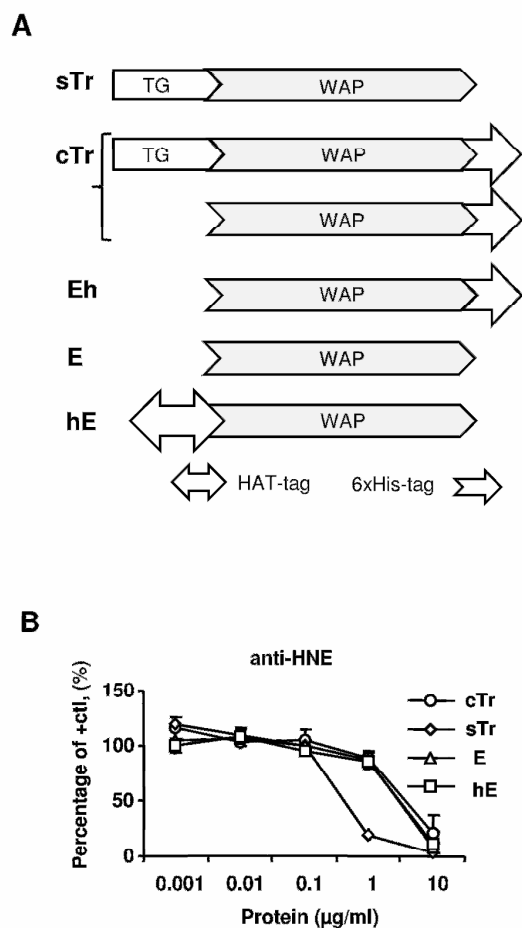 A
sTr
TG WAP
cTr
TG WAP
WAP
Eh
WAP
E
WAP
hE
WAP
HAT-tag 6xHis-tag
B
anti-HNE
Percentage of +ctl, (%)
150
100
50
0
0.001 0.01 0.1 1 10
Protein (µg/ml)
cTr
sTr
E
hE